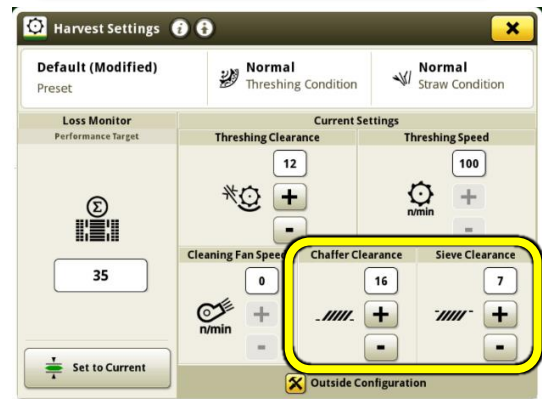 Harvest Settings
Default (Modified)
Preset
Normal
Threshing Condition
Normal
Straw Condition
Loss Monitor
Performance Target
35
Set to Current
Current Settings
Threshing Clearance
12
+
-
Threshing Speed
100
n/min
+
-
Cleaning Fan Speed
0
n/min
+
-
Chaffer Clearance
16
+
-
Sieve Clearance
7
+
-
Outside Configuration